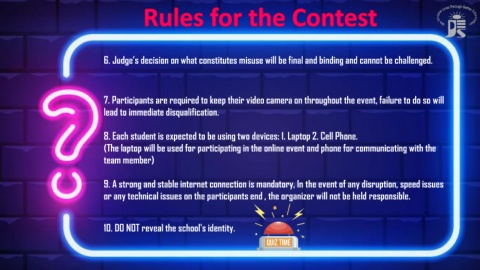 Rules for the Contest
6. Judge's decision on what constitutes misuse will be final and binding and cannot be challenged.
7. Participants are required to keep their video camera on throughout the event, failure to do so will
lead to immediate disqualification.
8. Each student is expected to be using two devices: 1. Laptop 2. Cell Phone.
(The laptop will be used for participating in the online event and phone for communicating with the
team member)
9. A strong and stable internet connection is mandatory, In the event of any disruption, speed issues
or any technical issues on the participants end , the organizer will not be held responsible.
10. DO NOT reveal the school's identity.
QUIZ TIME